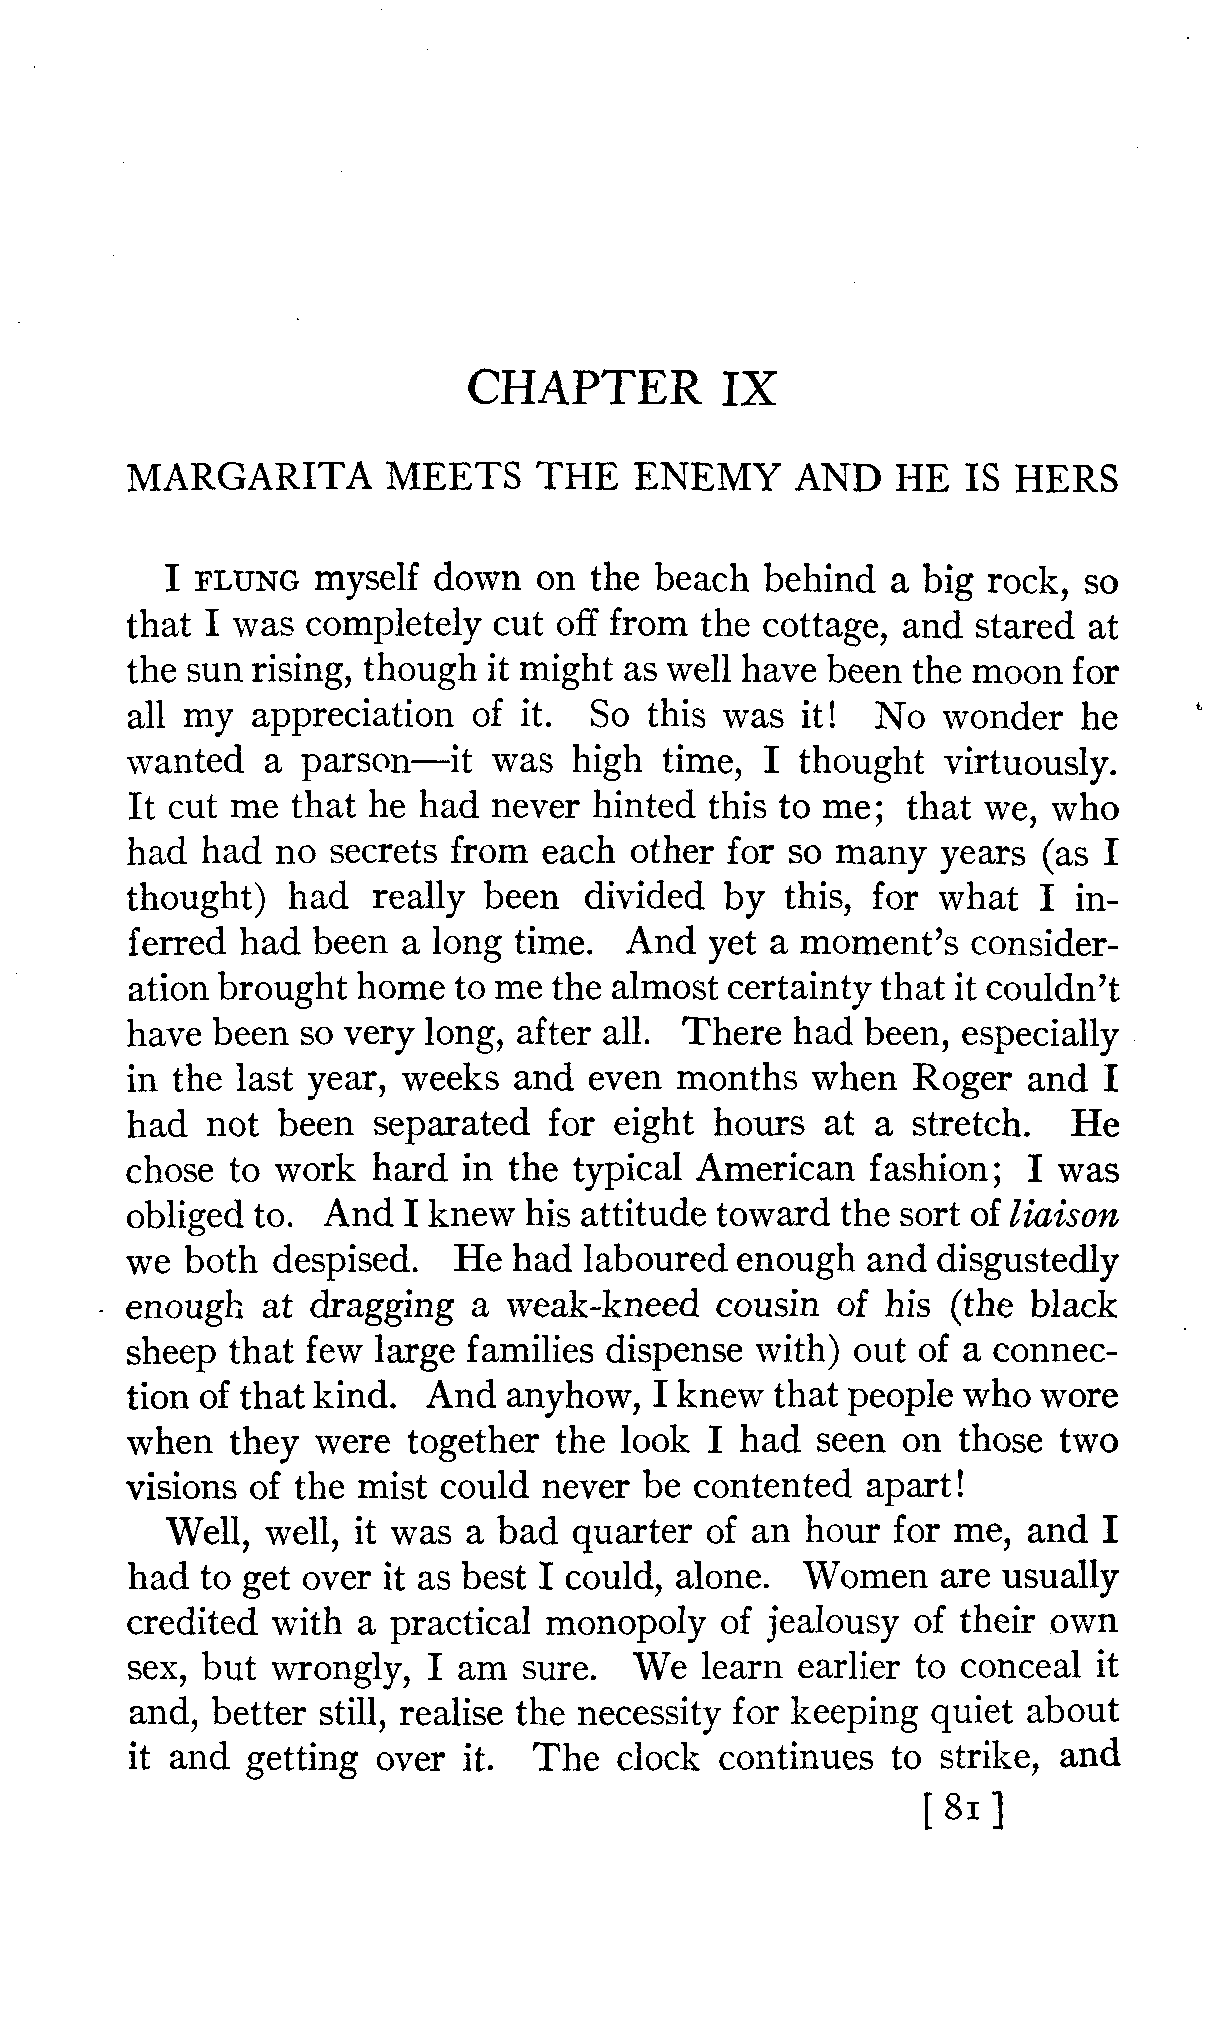 CHAPTER IX
MARGARITA MEETS THE ENEMY AND HE IS HERS
I FLUNG myself down on the beach behind a big rock, so
that I was completely cut off from the cottage, and stared at
the sun rising, though it might as well have been the moon for
all my appreciation of it. So this was it! No wonder he
wanted a parson—it was high time, I thought virtuously.
It cut me that he had never hinted this to me; that we, who
had had no secrets from each other for so many years (as I
thought) had really been divided by this, for what I in-
ferred had been a long time. And yet a moment's consider-
ation brought home to me the almost certainty that it couldn't
have been so very long, after all. There had been, especially
in the last year, weeks and even months when Roger and I
had not been separated for eight hours at a stretch. He
chose to work hard in the typical American fashion; I was
obliged to. And I knew his attitude toward the sort of liaison
we both despised. He had laboured enough and disgustedly
enough at dragging a weak-kneed cousin of his (the black
sheep that few large families dispense with) out of a connec-
tion of that kind. And anyhow, I knew that people who wore
when they were together the look I had seen on those two
visions of the mist could never be contented apart!
Well, well, it was a bad quarter of an hour for me, and I
had to get over it as best I could, alone. Women are usually
credited with a practical monopoly of jealousy of their own
sex, but wrongly, I am sure. We learn earlier to conceal it
and, better still, realise the necessity for keeping quiet about
it and getting over it. The clock continues to strike, and
[ 81 ]